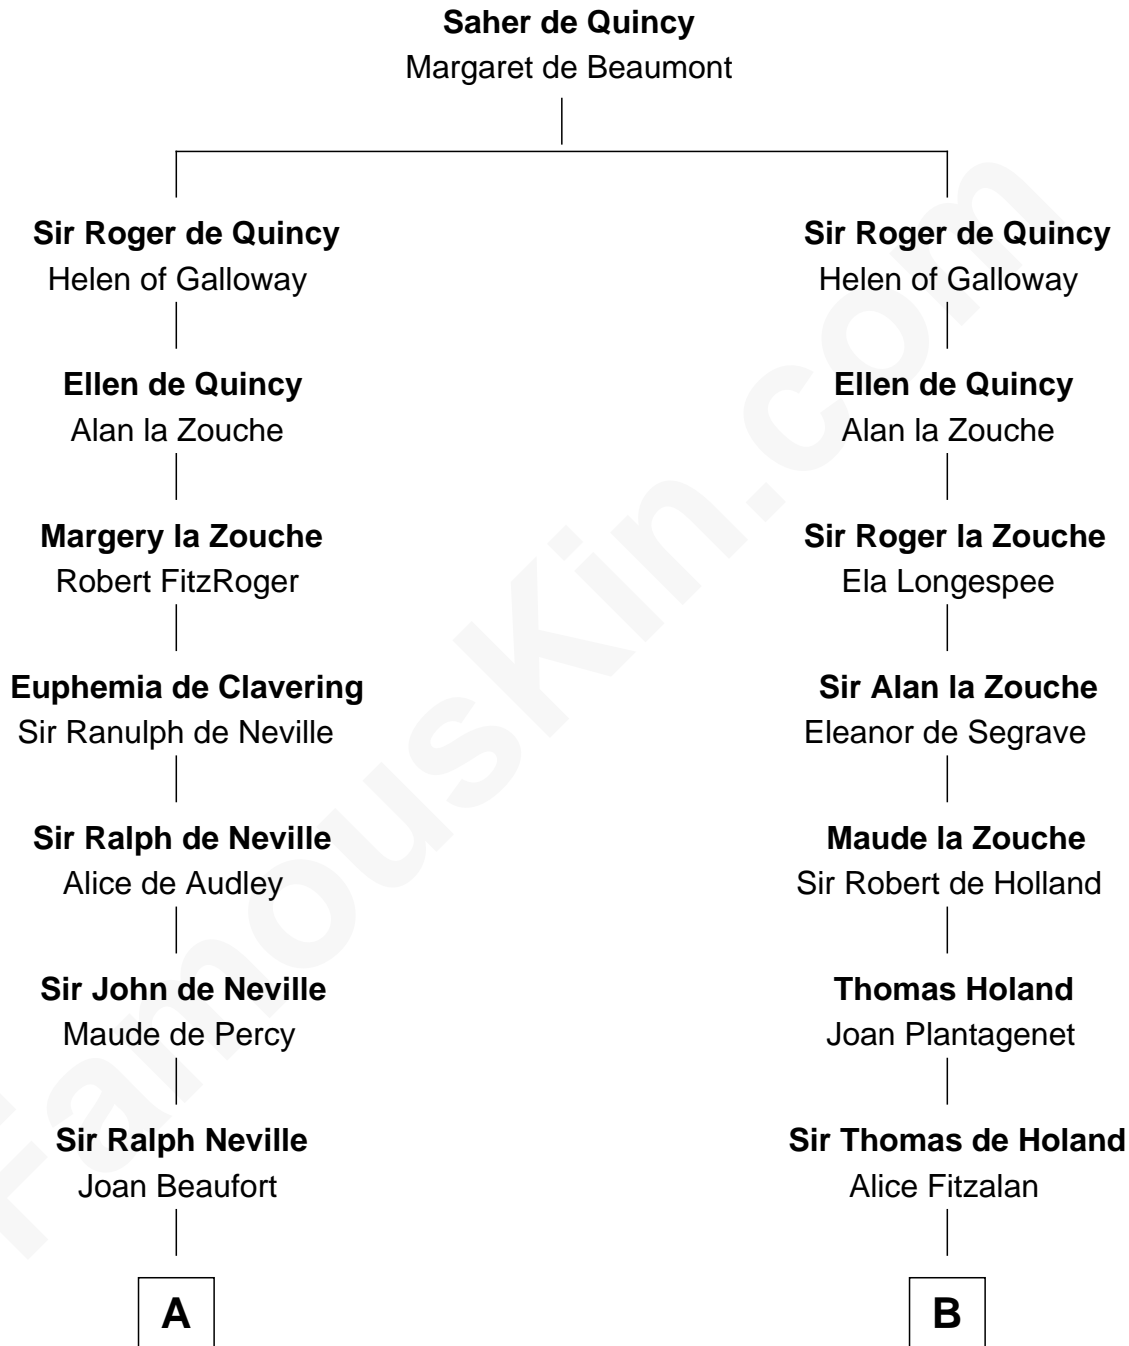 Saher de Quincy
Margaret de Beaumont
Sir Roger de Quincy
Helen of Galloway
Sir Roger de Quincy
Helen of Galloway
Ellen de Quincy
Alan la Zouche
Ellen de Quincy
Alan la Zouche
Margery la Zouche
Robert FitzRoger
Sir Roger la Zouche
Ela Longespee
Euphemia de Clavering
Sir Ranulph de Neville
Sir Alan la Zouche
Eleanor de Segrave
Sir Ralph de Neville
Alice de Audley
Maude la Zouche
Sir Robert de Holland
Sir John de Neville
Maude de Percy
Thomas Holand
Joan Plantagenet
Sir Ralph Neville
Joan Beaufort
Sir Thomas de Holand
Alice Fitzalan
A
B
FamousKin.com